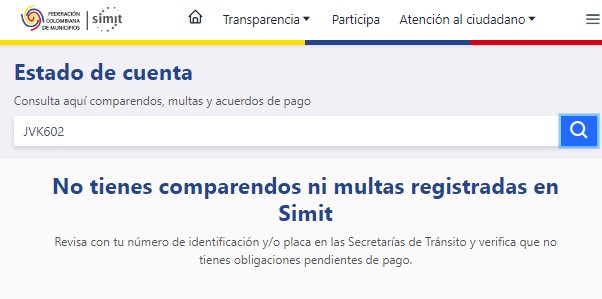 FEDERACIÓN
COLOMBIANA
DE MUNICIPIOS
simit
Transparencia
Participa
Atención al ciudadano
Estado de cuenta
Consulta aquí comparendos, multas y acuerdos de pago
JVK602
No tienes comparendos ni multas registradas en
Simit
Revisa con tu número de identificación y/o placa en las Secretarías de Tránsito y verifica que no
tienes obligaciones pendientes de pago.